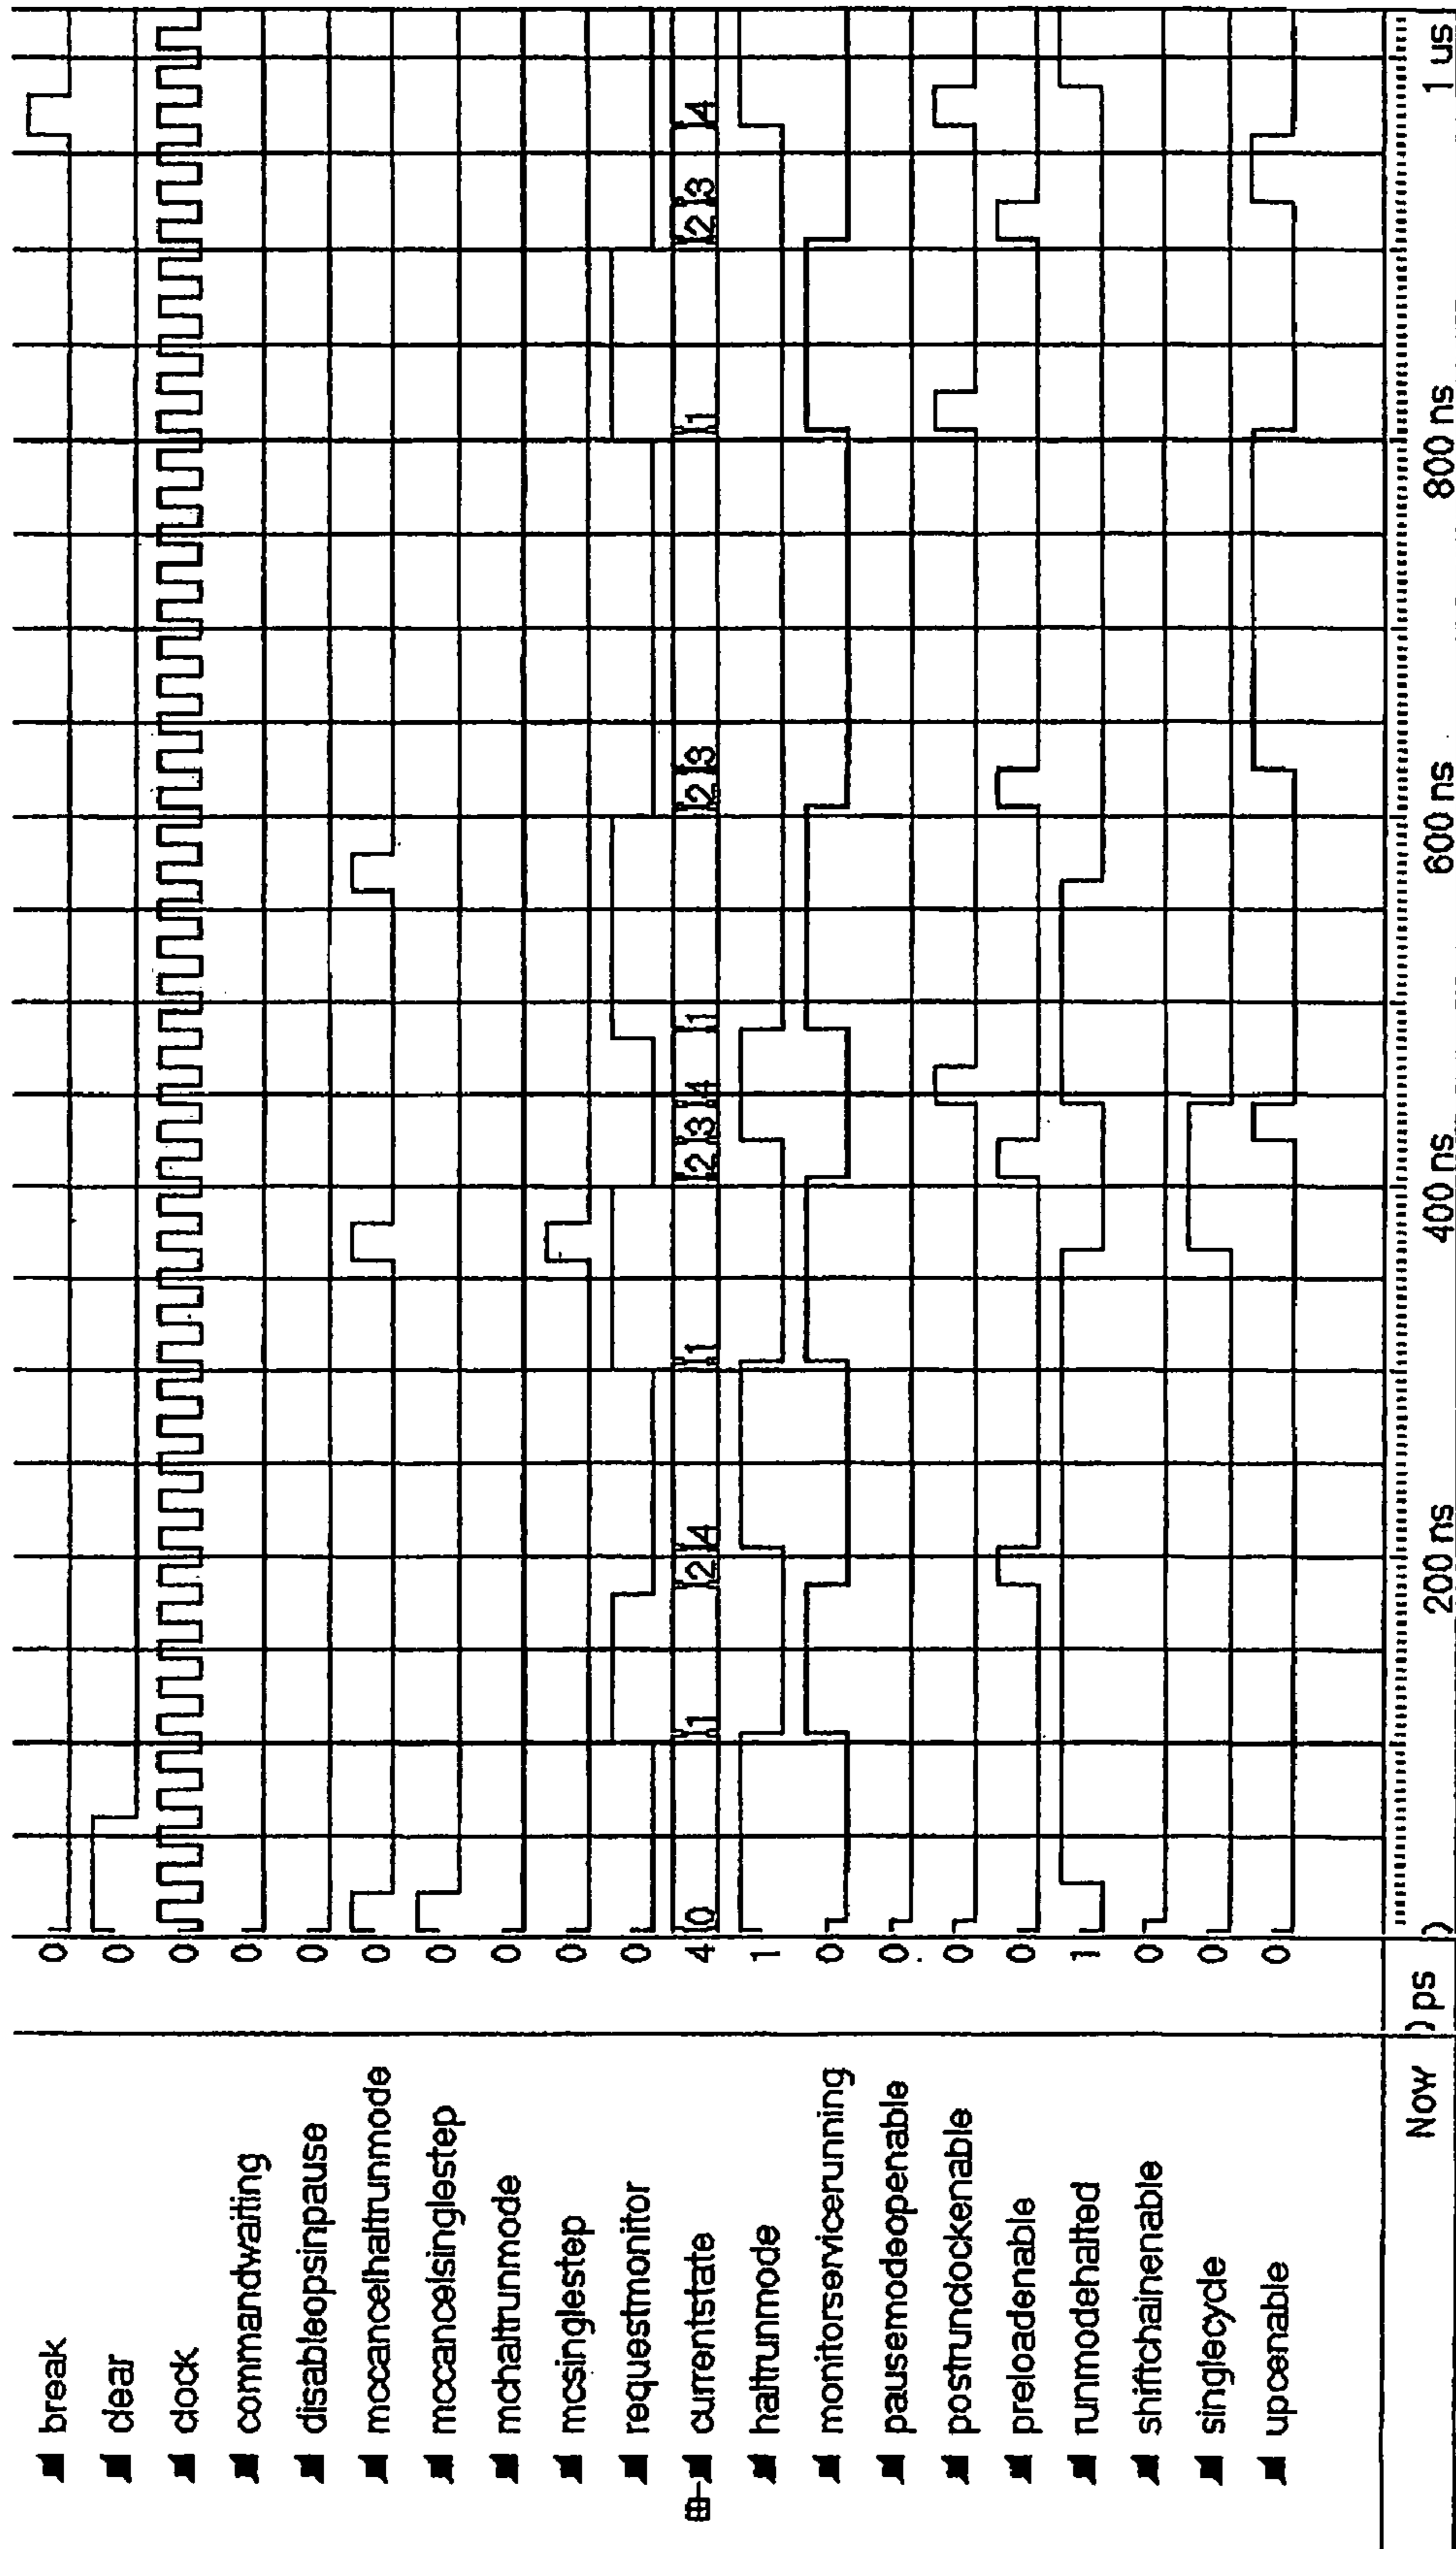 break 0
clear 0
clock 0
commandwaiting 0
disableopsinpause 0
mccancelhaltrunmode 0
mccancelsinglestep 0
mchaltrunmode 0
mcsinglestep 0
requestmonitor 0
currentstate 4 0 1 2 4 1 2 3 4 1 2 3 1 2 3 4
haltrunmode 1
monitorservicerunning 0
pausemodeopenable 0
postrunclockenable 0
preloadenable 0
runmodehalted 1
shiftchainenable 0
singlecycle 0
upcenable 0
Now ) ps ) 200 ns 400 ns 600 ns 800 ns 1 us